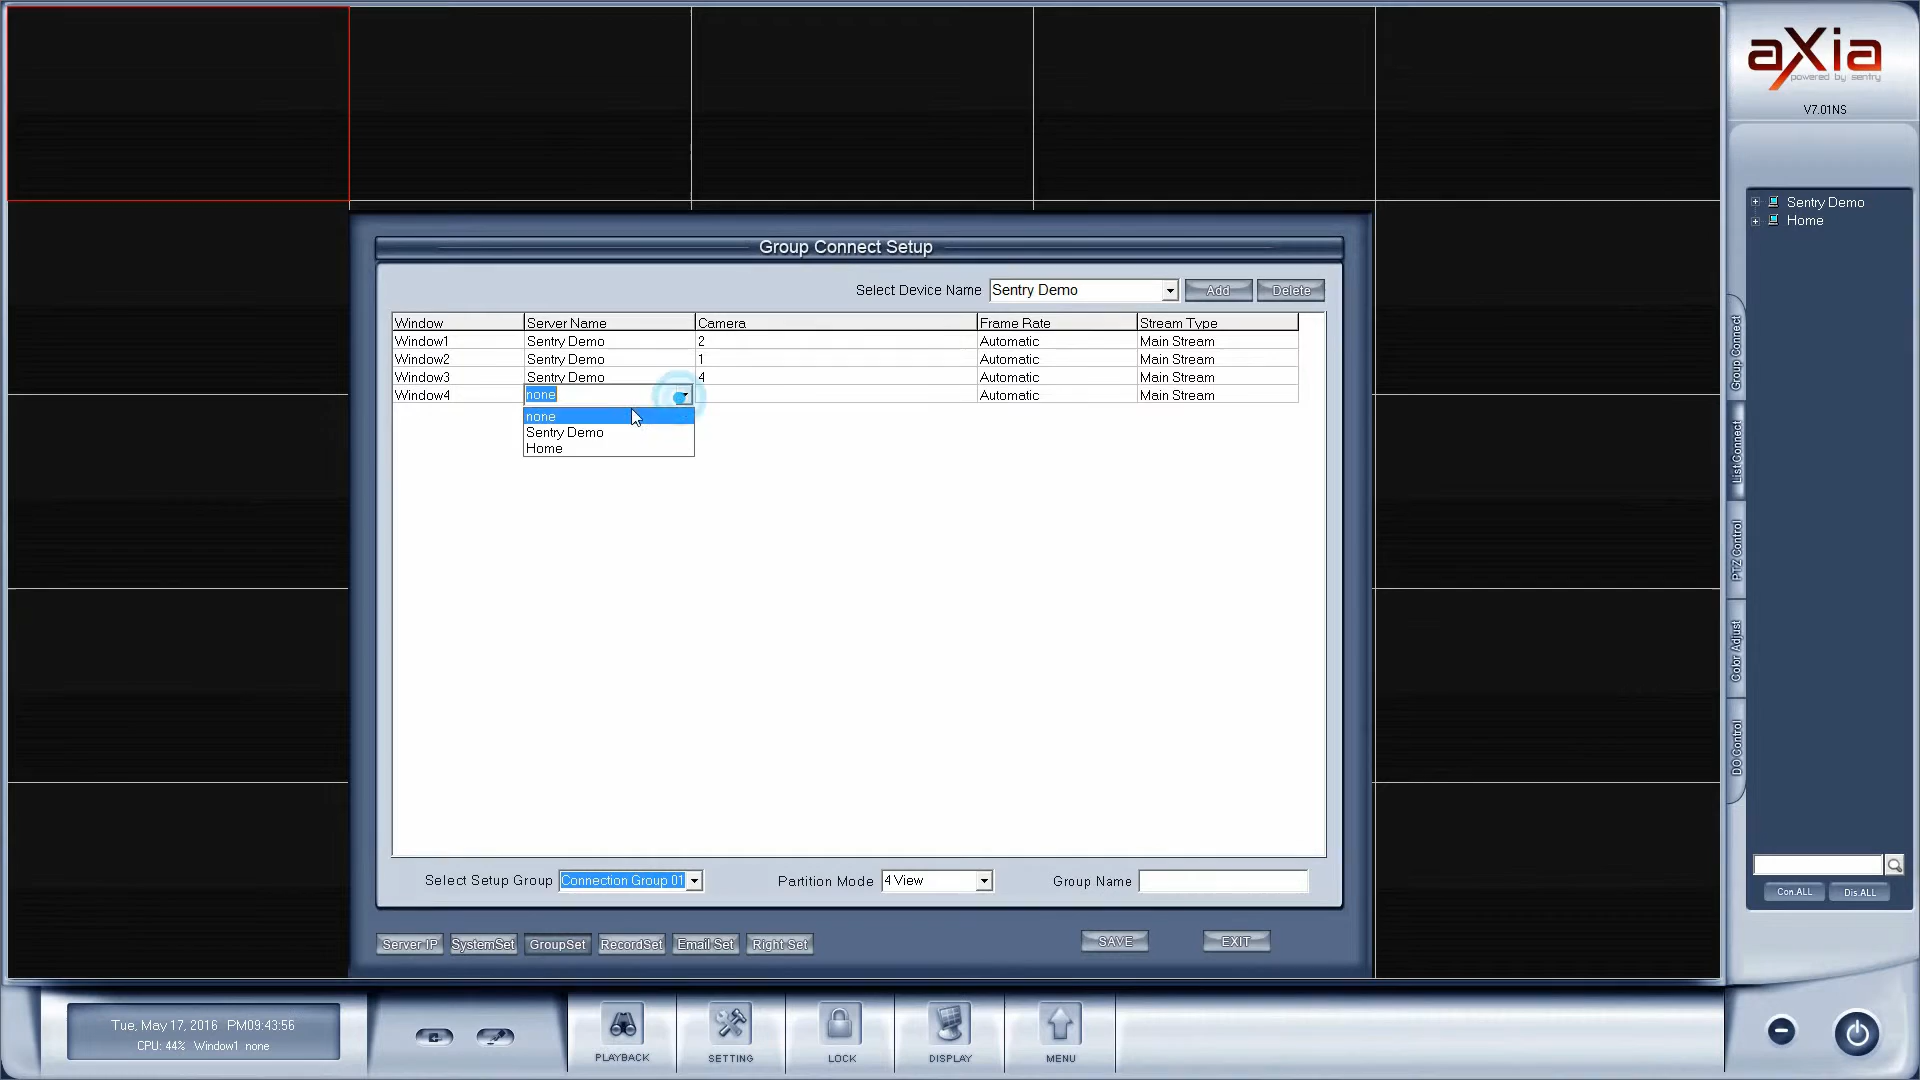 aXia
powered by sentry
V7.01NS
Sentry Demo
Home
Group Connect
List Connect
PTZ Control
Color Adjust
DO Control
Con.ALL
Dis.ALL
Group Connect Setup
Select Device Name Sentry Demo Add Delete
Window Server Name Camera Frame Rate Stream Type
Window1 Sentry Demo 2 Automatic Main Stream
Window2 Sentry Demo 1 Automatic Main Stream
Window3 Sentry Demo 4 Automatic Main Stream
Window4 none Automatic Main Stream
none
Sentry Demo
Home
Select Setup Group Connection Group 01 Partition Mode 4 View Group Name
Server IP SystemSet GroupSet RecordSet Email Set Right Set SAVE EXIT
Tue, May 17, 2016 PM09:43:56
CPU: 44% Window1 none
PLAYBACK SETTING LOCK DISPLAY MENU